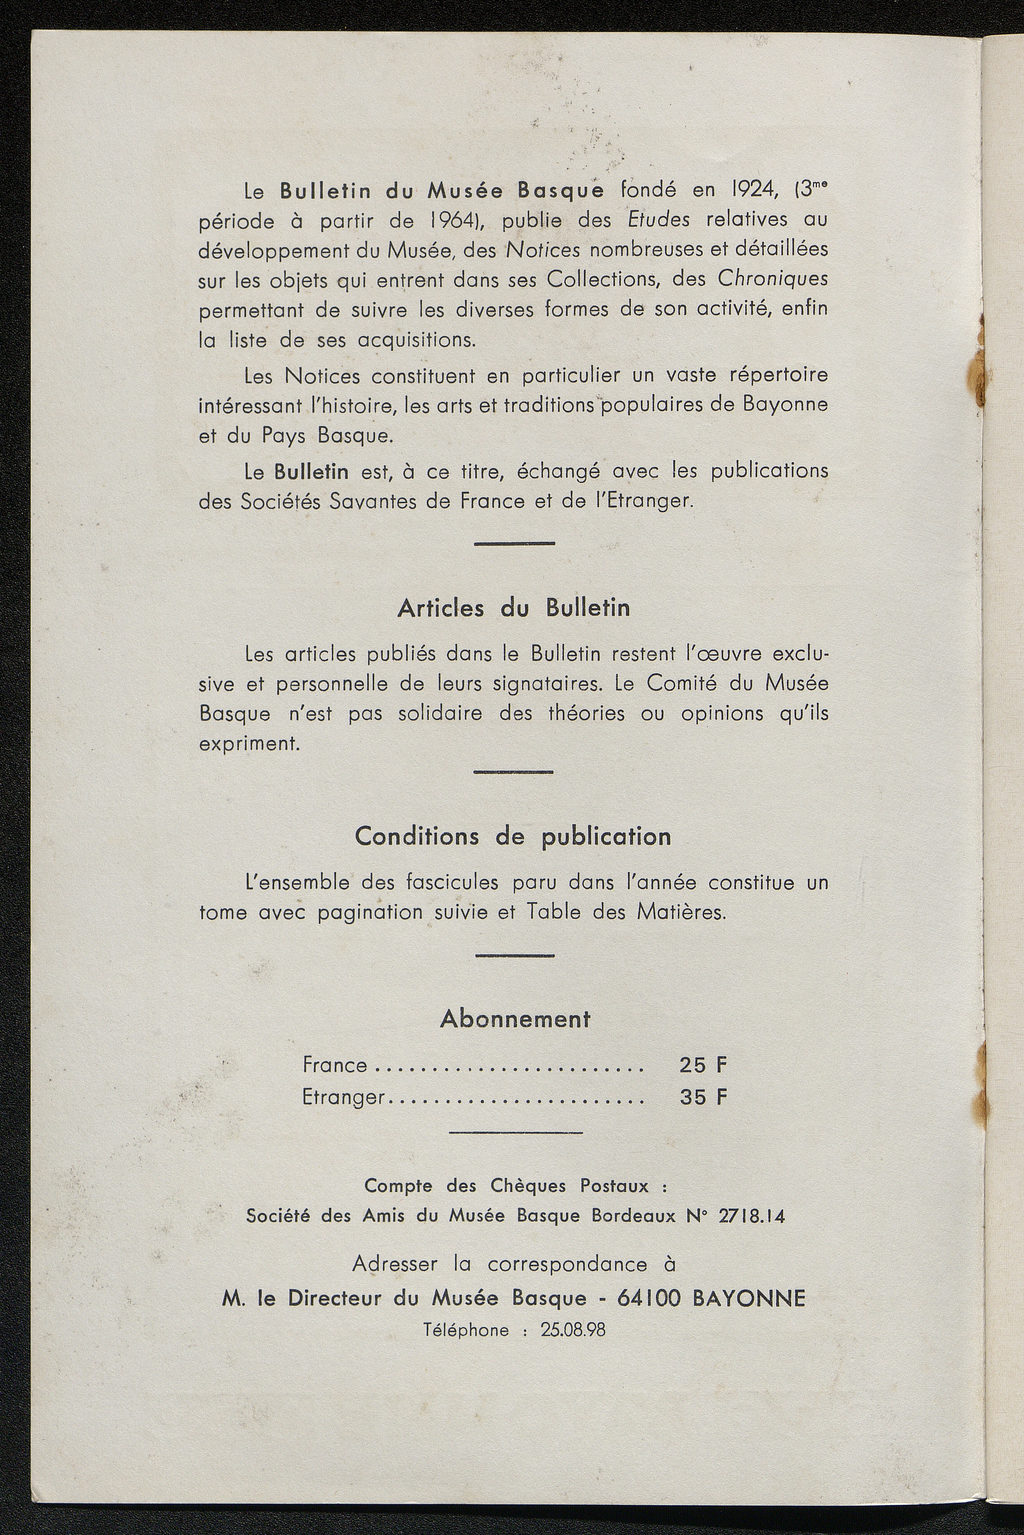 Le Bulletin du Musée Basque fondé en 1924, (3me
période à partir de 1964), publie des Etudes relatives au
développement du Musée, des Notices nombreuses et détaillées
sur les objets qui entrent dans ses Collections, des Chroniques
permettant de suivre les diverses formes de son activité, enfin
la liste de ses acquisitions.
Les Notices constituent en particulier un vaste répertoire
intéressant l'histoire, les arts et traditions populaires de Bayonne
et du Pays Basque.
Le Bulletin est, à ce titre, échangé avec les publications
des Sociétés Savantes de France et de l'Etranger.
Articles du Bulletin
Les articles publiés dans le Bulletin restent l'œuvre exclu-
sive et personnelle de leurs signataires. Le Comité du Musée
Basque n'est pas solidaire des théories ou opinions qu'ils
expriment.
Conditions de publication
L'ensemble des fascicules paru dans l'année constitue un
tome avec pagination suivie et Table des Matières.
Abonnement
France ........................ 25 F
Etranger....................... 35 F
Compte des Chèques Postaux :
Société des Amis du Musée Basque Bordeaux N° 2718.14
Adresser la correspondance à
M. le Directeur du Musée Basque - 64100 BAYONNE
Téléphone : 25.08.98